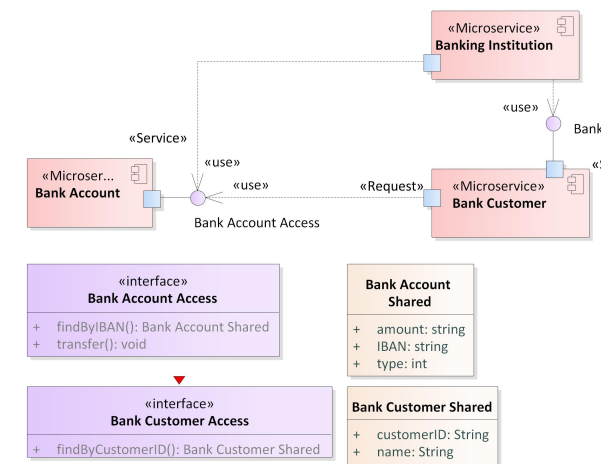 «Microservice»
Banking Institution
«use»
Bank
«Service»
«use»
«Microser...
Bank Account
«use»
«Request»
«Microservice»
Bank Customer
Bank Account Access
«interface»
Bank Account Access
+ findByIBAN(): Bank Account Shared
+ transfer(): void
Bank Account
Shared
+ amount: string
+ IBAN: string
+ type: int
«interface»
Bank Customer Access
+ findByCustomerID(): Bank Customer Shared
Bank Customer Shared
+ customerID: String
+ name: String